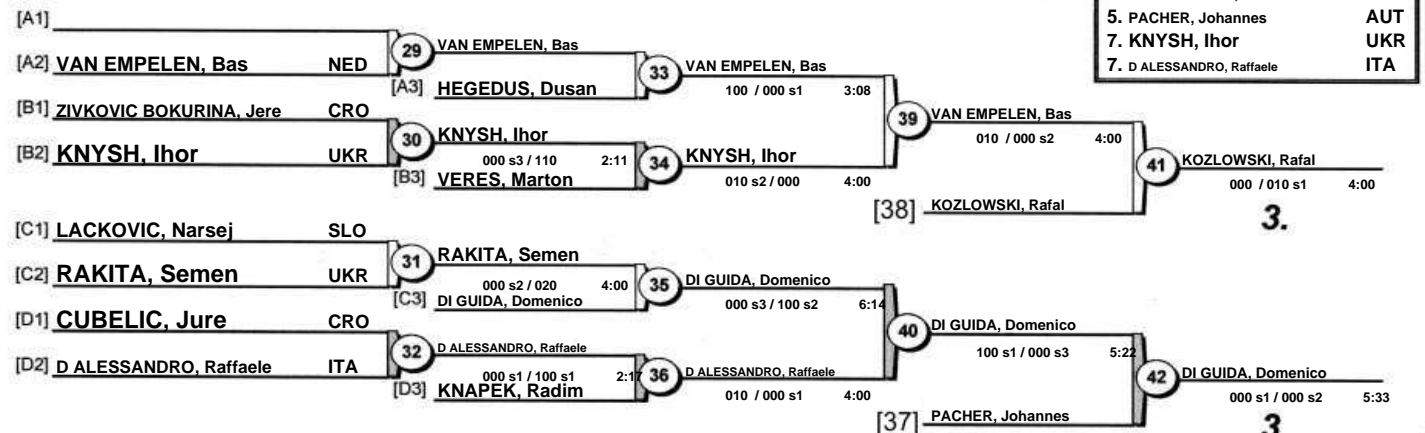 5. PACHER, Johannes AUT
7. KNYSH, Ihor UKR
7. D ALESSANDRO, Raffaele ITA
[A1]
[A2] VAN EMPELEN, Bas NED
29 VAN EMPELEN, Bas
[A3] HEGEDUS, Dusan
33 VAN EMPELEN, Bas
100 / 000 s1 3:08
[B1] ZIVKOVIC BOKURINA, Jere CRO
[B2] KNYSH, Ihor UKR
30 KNYSH, Ihor
000 s3 / 110 2:11
[B3] VERES, Marton
34 KNYSH, Ihor
010 s2 / 000 4:00
39 VAN EMPELEN, Bas
010 / 000 s2 4:00
[38] KOZLOWSKI, Rafal
41 KOZLOWSKI, Rafal
000 / 010 s1 4:00
3.
[C1] LACKOVIC, Narsej SLO
[C2] RAKITA, Semen UKR
31 RAKITA, Semen
000 s2 / 020 4:00
[C3] DI GUIDA, Domenico
35 DI GUIDA, Domenico
000 s3 / 100 s2 6:14
[D1] CUBELIC, Jure CRO
[D2] D ALESSANDRO, Raffaele ITA
32 D ALESSANDRO, Raffaele
000 s1 / 100 s1 2:17
[D3] KNAPEK, Radim
36 D ALESSANDRO, Raffaele
010 / 000 s1 4:00
40 DI GUIDA, Domenico
100 s1 / 000 s3 5:22
[37] PACHER, Johannes
42 DI GUIDA, Domenico
000 s1 / 000 s2 5:33
3